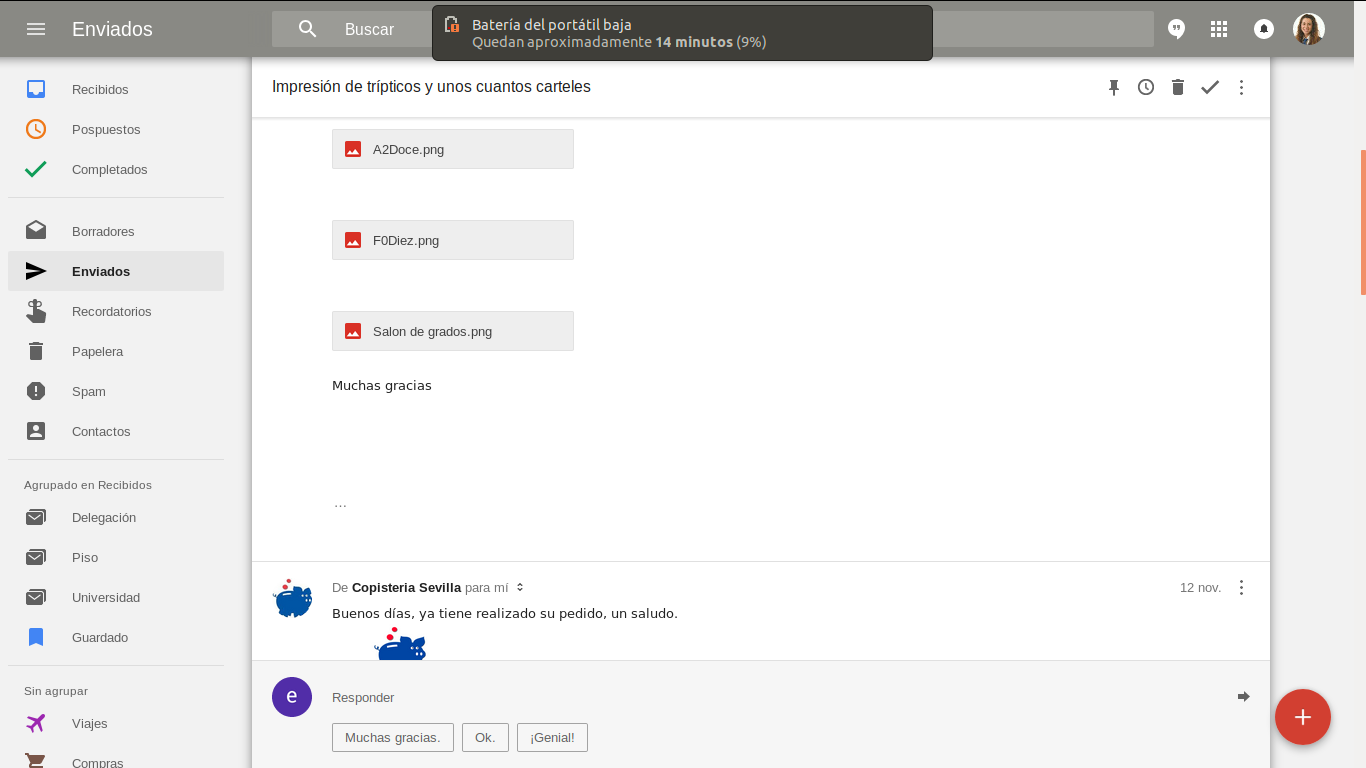 Enviados
Buscar
Batería del portátil baja
Quedan aproximadamente 14 minutos (9%)
Recibidos
Pospuestos
Completados
Borradores
Enviados
Recordatorios
Papelera
Spam
Contactos
Agrupado en Recibidos
Delegación
Piso
Universidad
Guardado
Sin agrupar
Viajes
Compras
Impresión de trípticos y unos cuantos carteles
A2Doce.png
F0Diez.png
Salon de grados.png
Muchas gracias
...
De Copisteria Sevilla para mí
12 nov.
Buenos días, ya tiene realizado su pedido, un saludo.
e
Responder
Muchas gracias.
Ok.
¡Genial!